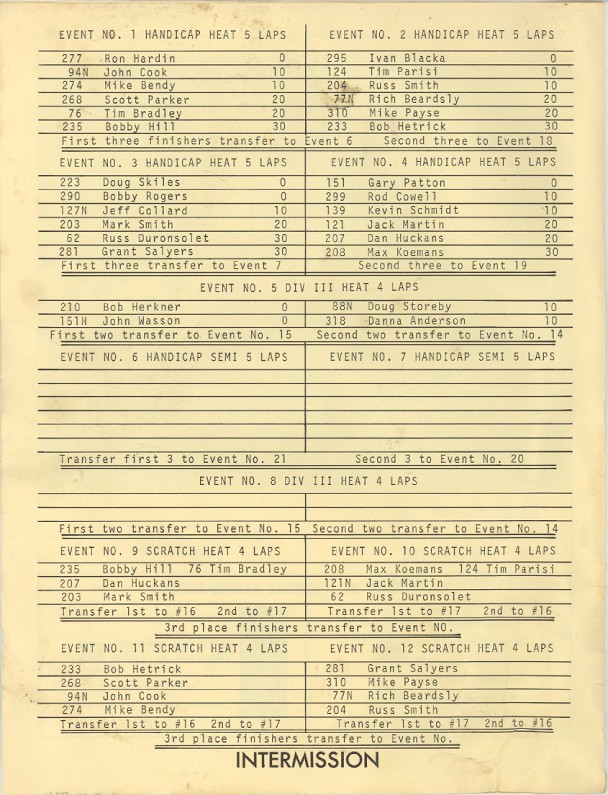 EVENT NO. 1 HANDICAP HEAT 5 LAPS
277 Ron Hardin 0
94N John Cook 10
274 Mike Bendy 10
268 Scott Parker 20
76 Tim Bradley 20
235 Bobby Hill 30
EVENT NO. 2 HANDICAP HEAT 5 LAPS
295 Ivan Blacka 0
124 Tim Parisi 10
204 Russ Smith 10
77N Rich Beardsly 20
310 Mike Payse 20
233 Bob Hetrick 30
First three finishers transfer to Event 6 Second three to Event 18
EVENT NO. 3 HANDICAP HEAT 5 LAPS
223 Doug Skiles 0
290 Bobby Rogers 0
127N Jeff Collard 10
203 Mark Smith 20
62 Russ Duronsolet 30
281 Grant Salyers 30
EVENT NO. 4 HANDICAP HEAT 5 LAPS
151 Gary Patton 0
299 Rod Cowell 10
139 Kevin Schmidt 10
121 Jack Martin 20
207 Dan Huckans 20
208 Max Koemans 30
First three transfer to Event 7 Second three to Event 19
EVENT NO. 5 DIV III HEAT 4 LAPS
210 Bob Herkner 0 88N Doug Storeby 10
151N John Wasson 0 318 Danna Anderson 10
First two transfer to Event No. 15 Second two transfer to Event No. 14
EVENT NO. 6 HANDICAP SEMI 5 LAPS EVENT NO. 7 HANDICAP SEMI 5 LAPS
Transfer first 3 to Event No. 21 Second 3 to Event No. 20
EVENT NO. 8 DIV III HEAT 4 LAPS
First two transfer to Event No. 15 Second two transfer to Event No. 14
EVENT NO. 9 SCRATCH HEAT 4 LAPS
235 Bobby Hill 76 Tim Bradley
207 Dan Huckans
203 Mark Smith
Transfer 1st to #16 2nd to #17
EVENT NO. 10 SCRATCH HEAT 4 LAPS
208 Max Koemans 124 Tim Parisi
121N Jack Martin
62 Russ Duronsolet
Transfer 1st to #17 2nd to #16
3rd place finishers transfer to Event NO.
EVENT NO. 11 SCRATCH HEAT 4 LAPS
233 Bob Hetrick
268 Scott Parker
94N John Cook
274 Mike Bendy
Transfer 1st to #16 2nd to #17
EVENT NO. 12 SCRATCH HEAT 4 LAPS
281 Grant Salyers
310 Mike Payse
77N Rich Beardsly
204 Russ Smith
Transfer 1st to #17 2nd to #16
3rd place finishers transfer to Event No.
INTERMISSION